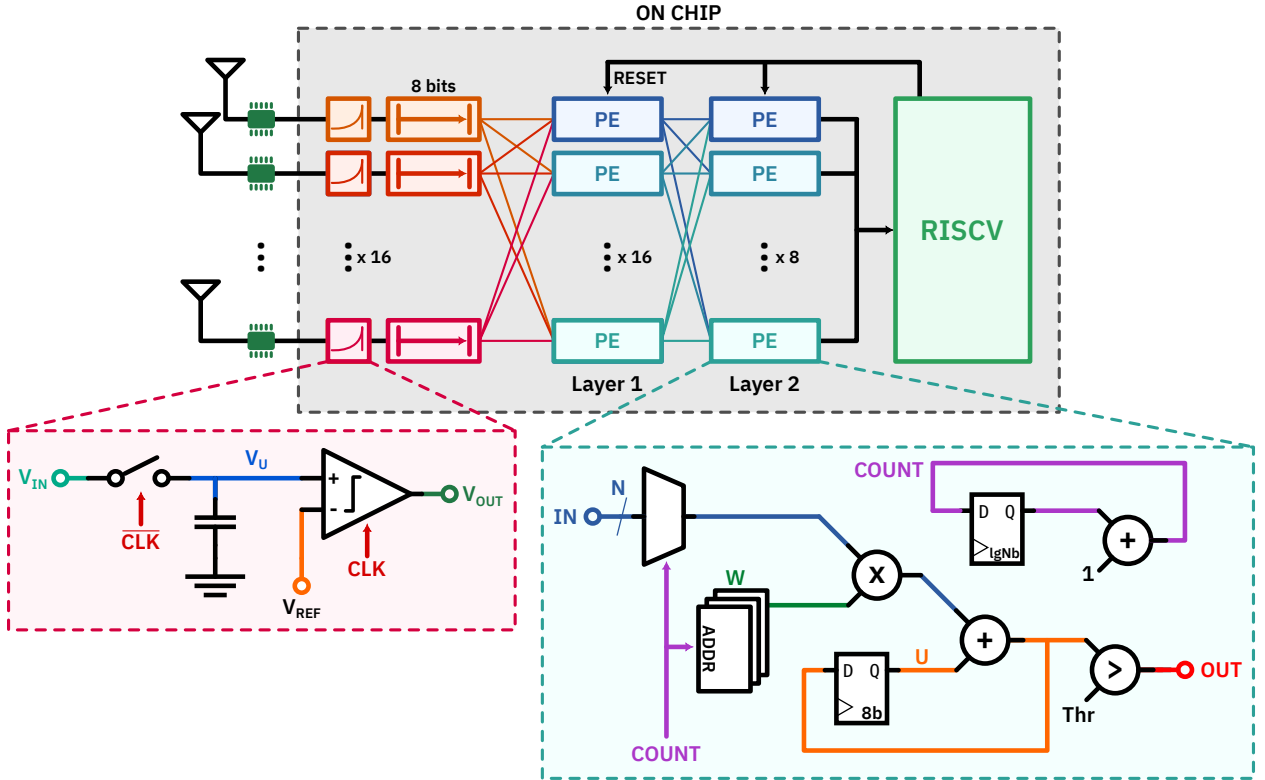 ON CHIP
8 bits
RESET
PE
PE
PE
PE
x 16
x 16
x 8
RISCV
PE
PE
Layer 1
Layer 2
V_IN
V_U
+
-
V_OUT
CLK
CLK
V_REF
COUNT
D Q
lgNb
+
1
IN
N
X
W
ADDR
+
U
D Q
8b
>
OUT
Thr
COUNT